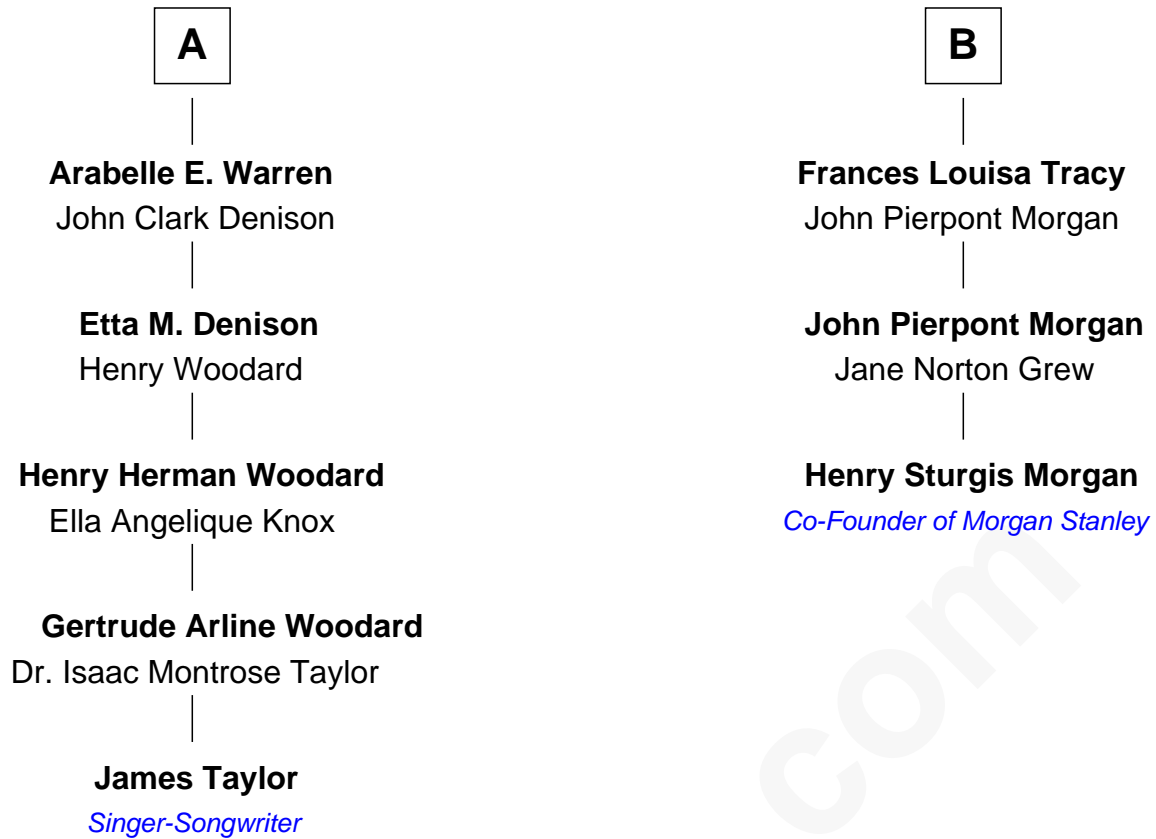 A
Arabelle E. Warren
John Clark Denison
Etta M. Denison
Henry Woodard
Henry Herman Woodard
Ella Angelique Knox
Gertrude Arline Woodard
Dr. Isaac Montrose Taylor
James Taylor
Singer-Songwriter
B
Frances Louisa Tracy
John Pierpont Morgan
John Pierpont Morgan
Jane Norton Grew
Henry Sturgis Morgan
Co-Founder of Morgan Stanley
com